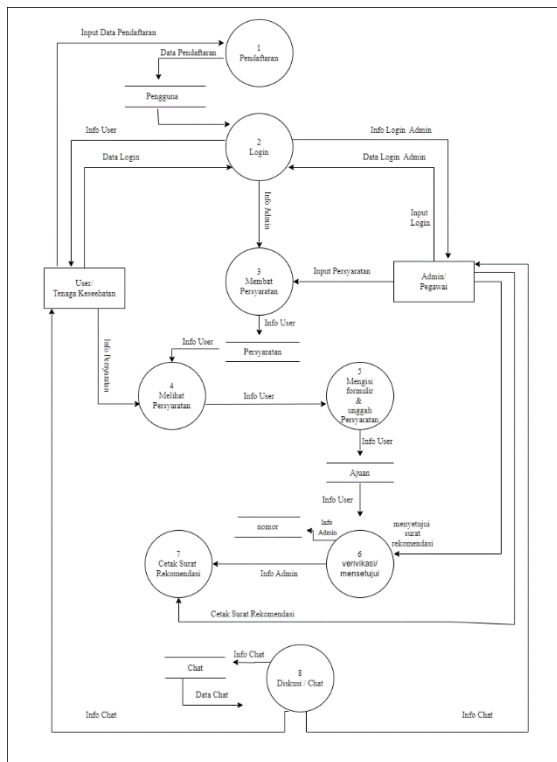 Input Data Pendaftaran
1
Pendaftaran
Data Pendaftaran
Pengguna
Info User
2
Login
Info Login Admin
Data Login
Data Login Admin
Info Admin
Input
Login
User/
Tenaga Keseehatan
3
Membat
Persyaratan
Input Persyaratan
Admin/
Pegawai
Info User
Info User
Persyaratan
Info Persyaratan
4
Melihat
Persyaratan
Info User
5
Mengisi
formulir
&
unggah
Persyaratan
Info User
Ajuan
Info User
nomor
Info
Admin
menyetujui
surat
rekomendasi
7
Cetak Surat
Rekomendasi
Info Admin
6
verivikasi/
mensetujui
Cetak Surat Rekomendasi
Info Chat
Chat
8
Diskusi / Chat
Data Chat
Info Chat
Info Chat